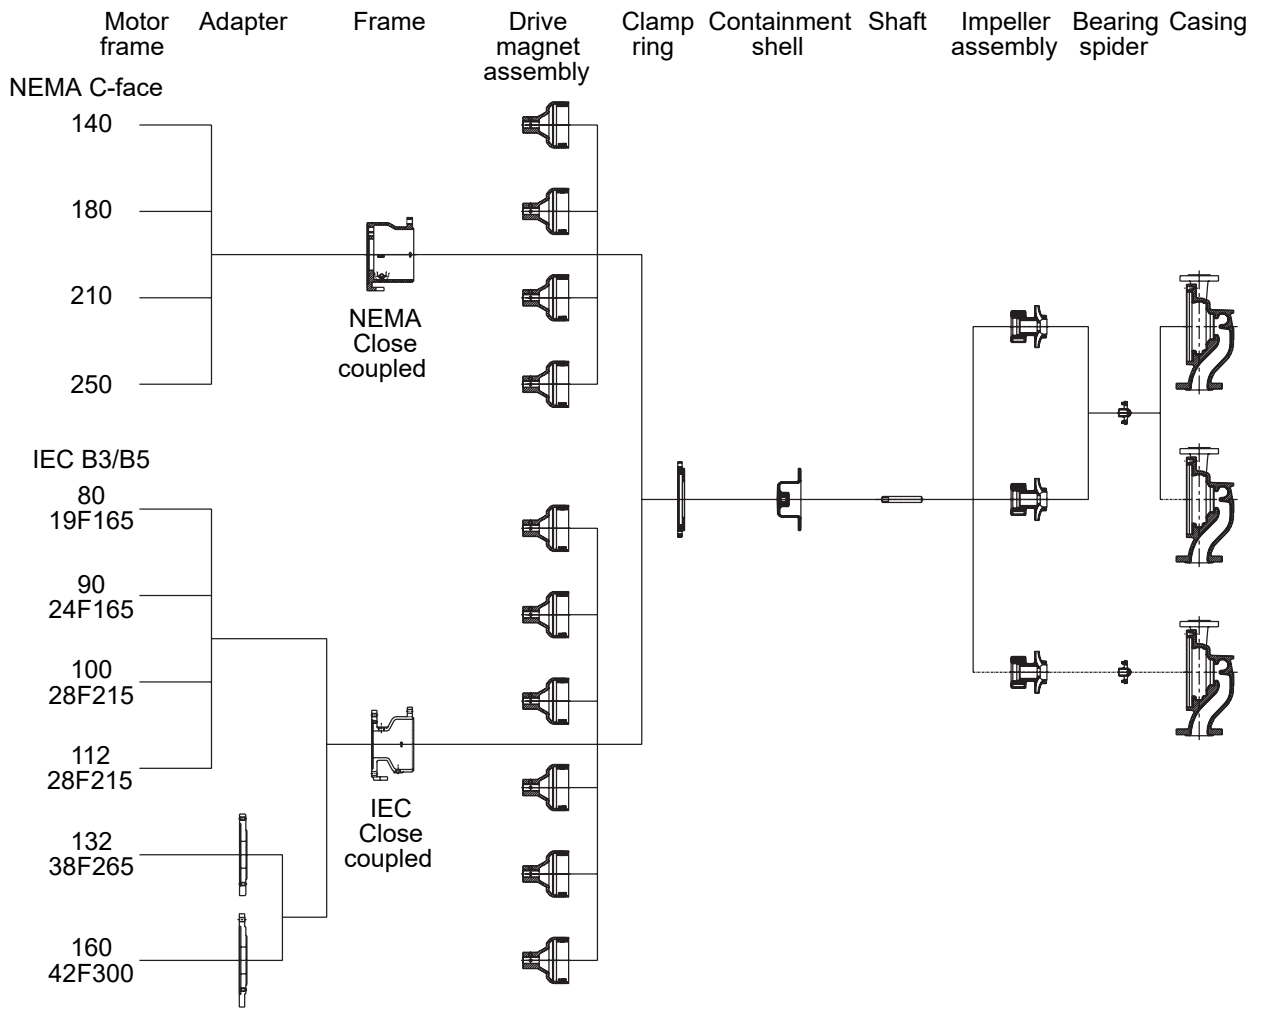 Motor Adapter Frame Drive Clamp Containment Shaft Impeller Bearing Casing
frame magnet ring shell assembly spider
assembly
NEMA C-face
140
180
210
NEMA
Close
coupled
250
IEC B3/B5
80
19F165
90
24F165
100
28F215
112
28F215
IEC
Close
coupled
132
38F265
160
42F300